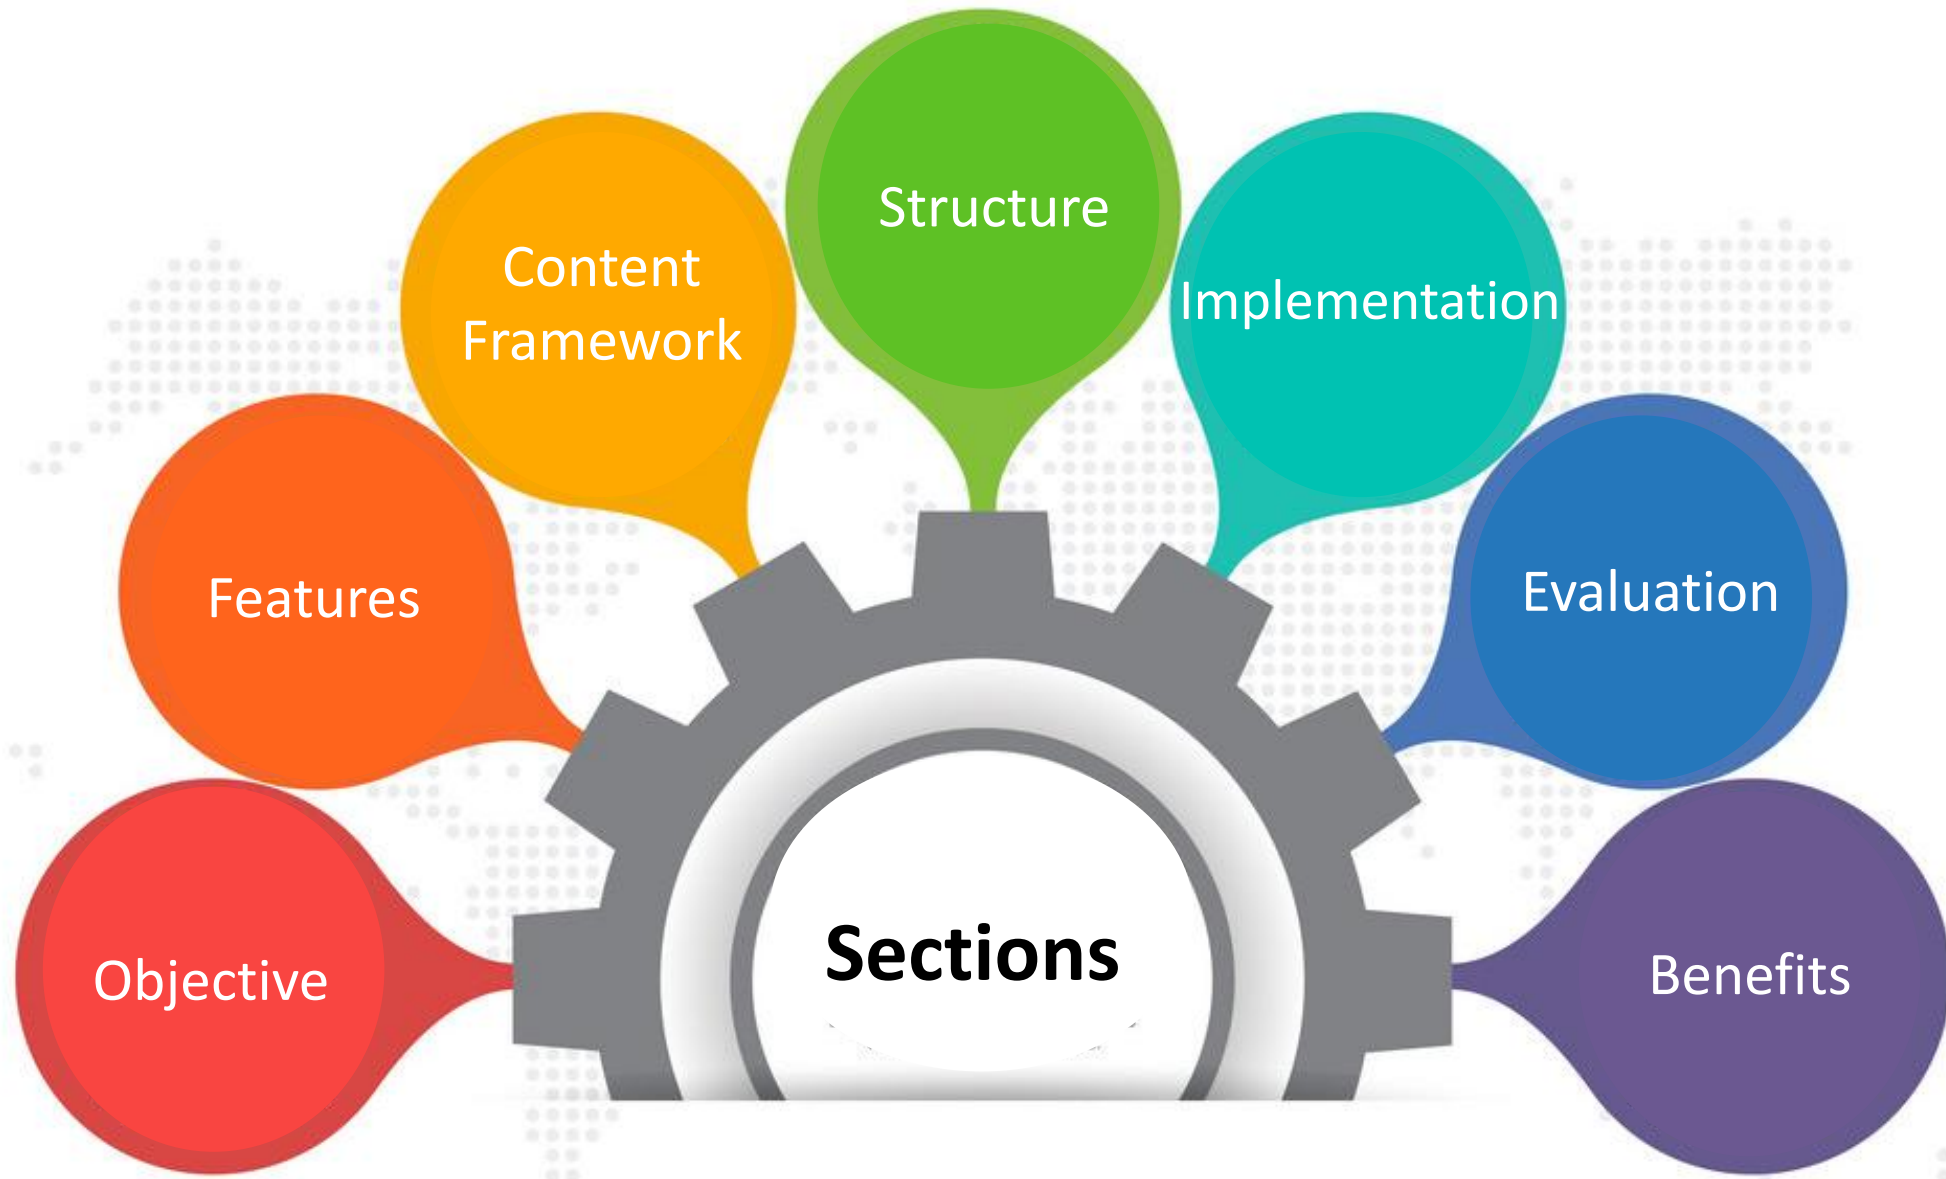 Structure
Content
Framework
Implementation
Features
Evaluation
Objective
Sections
Benefits